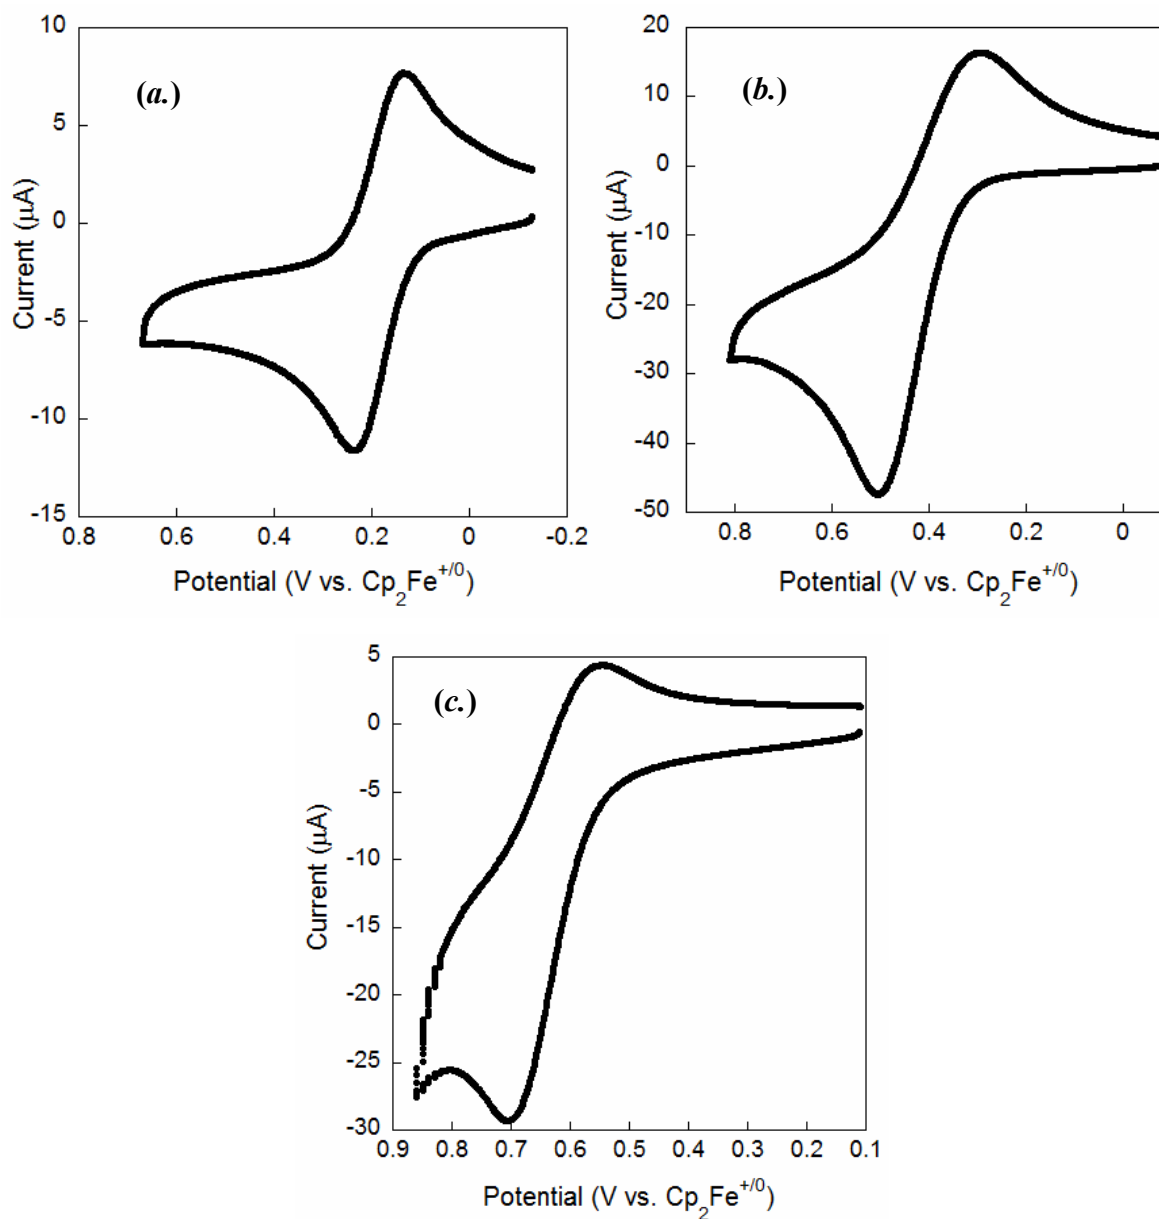 (a.)
10
5
0
-5
-10
-15
Current (μA)
0.8 0.6 0.4 0.2 0 -0.2
Potential (V vs. Cp₂Fe⁺/⁰)
(b.)
20
10
0
-10
-20
-30
-40
-50
Current (μA)
0.8 0.6 0.4 0.2 0
Potential (V vs. Cp₂Fe⁺/⁰)
(c.)
5
0
-5
-10
-15
-20
-25
-30
Current (μA)
0.9 0.8 0.7 0.6 0.5 0.4 0.3 0.2 0.1
Potential (V vs. Cp₂Fe⁺/⁰)